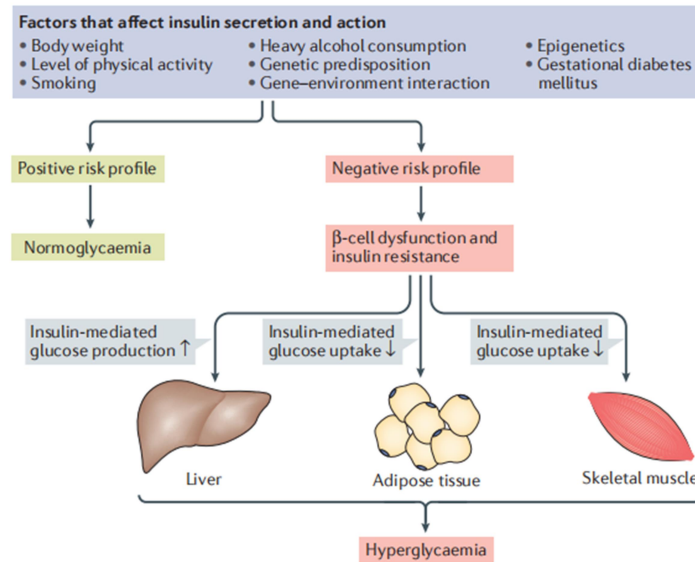 Factors that affect insulin secretion and action
• Body weight
• Level of physical activity
• Smoking
• Heavy alcohol consumption
• Genetic predisposition
• Gene–environment interaction
• Epigenetics
• Gestational diabetes
mellitus
Positive risk profile
Negative risk profile
Normoglycaemia
β-cell dysfunction and
insulin resistance
Insulin-mediated
glucose production ↑
Insulin-mediated
glucose uptake ↓
Insulin-mediated
glucose uptake ↓
Liver
Adipose tissue
Skeletal muscle
Hyperglycaemia